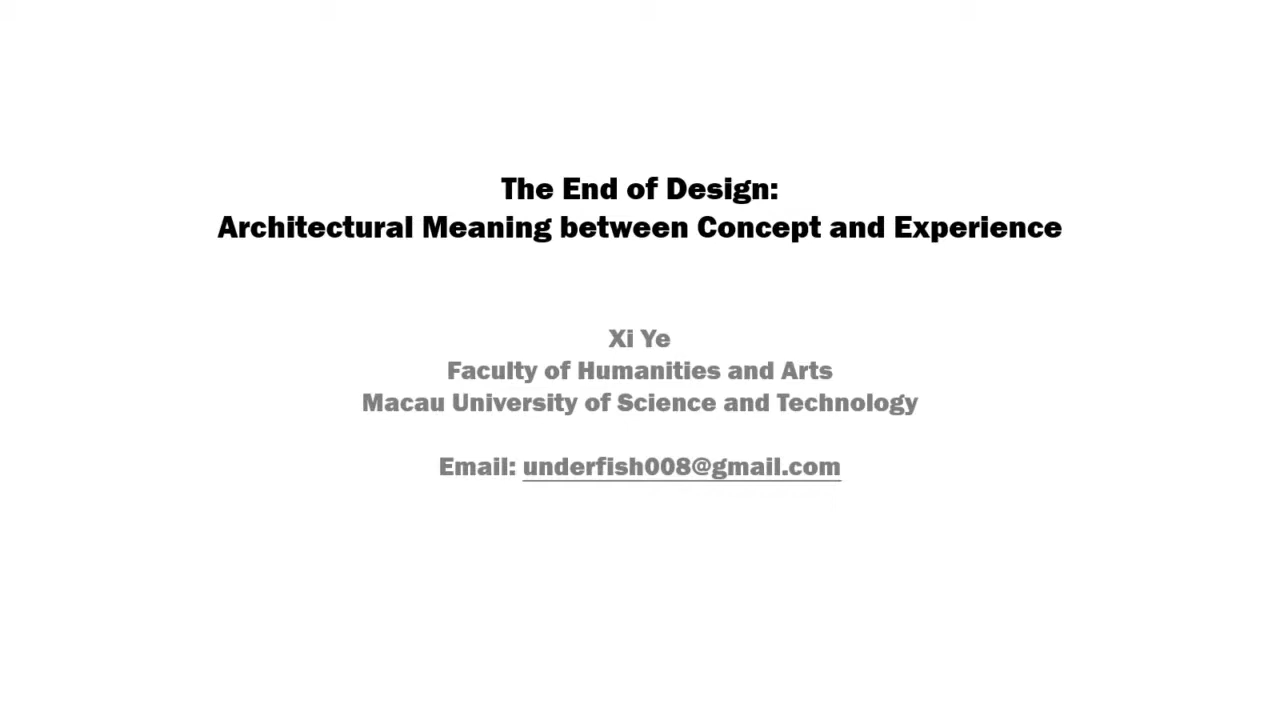 The End of Design:
Architectural Meaning between Concept and Experience
Xi Ye
Faculty of Humanities and Arts
Macau University of Science and Technology
Email: underfish008@gmail.com